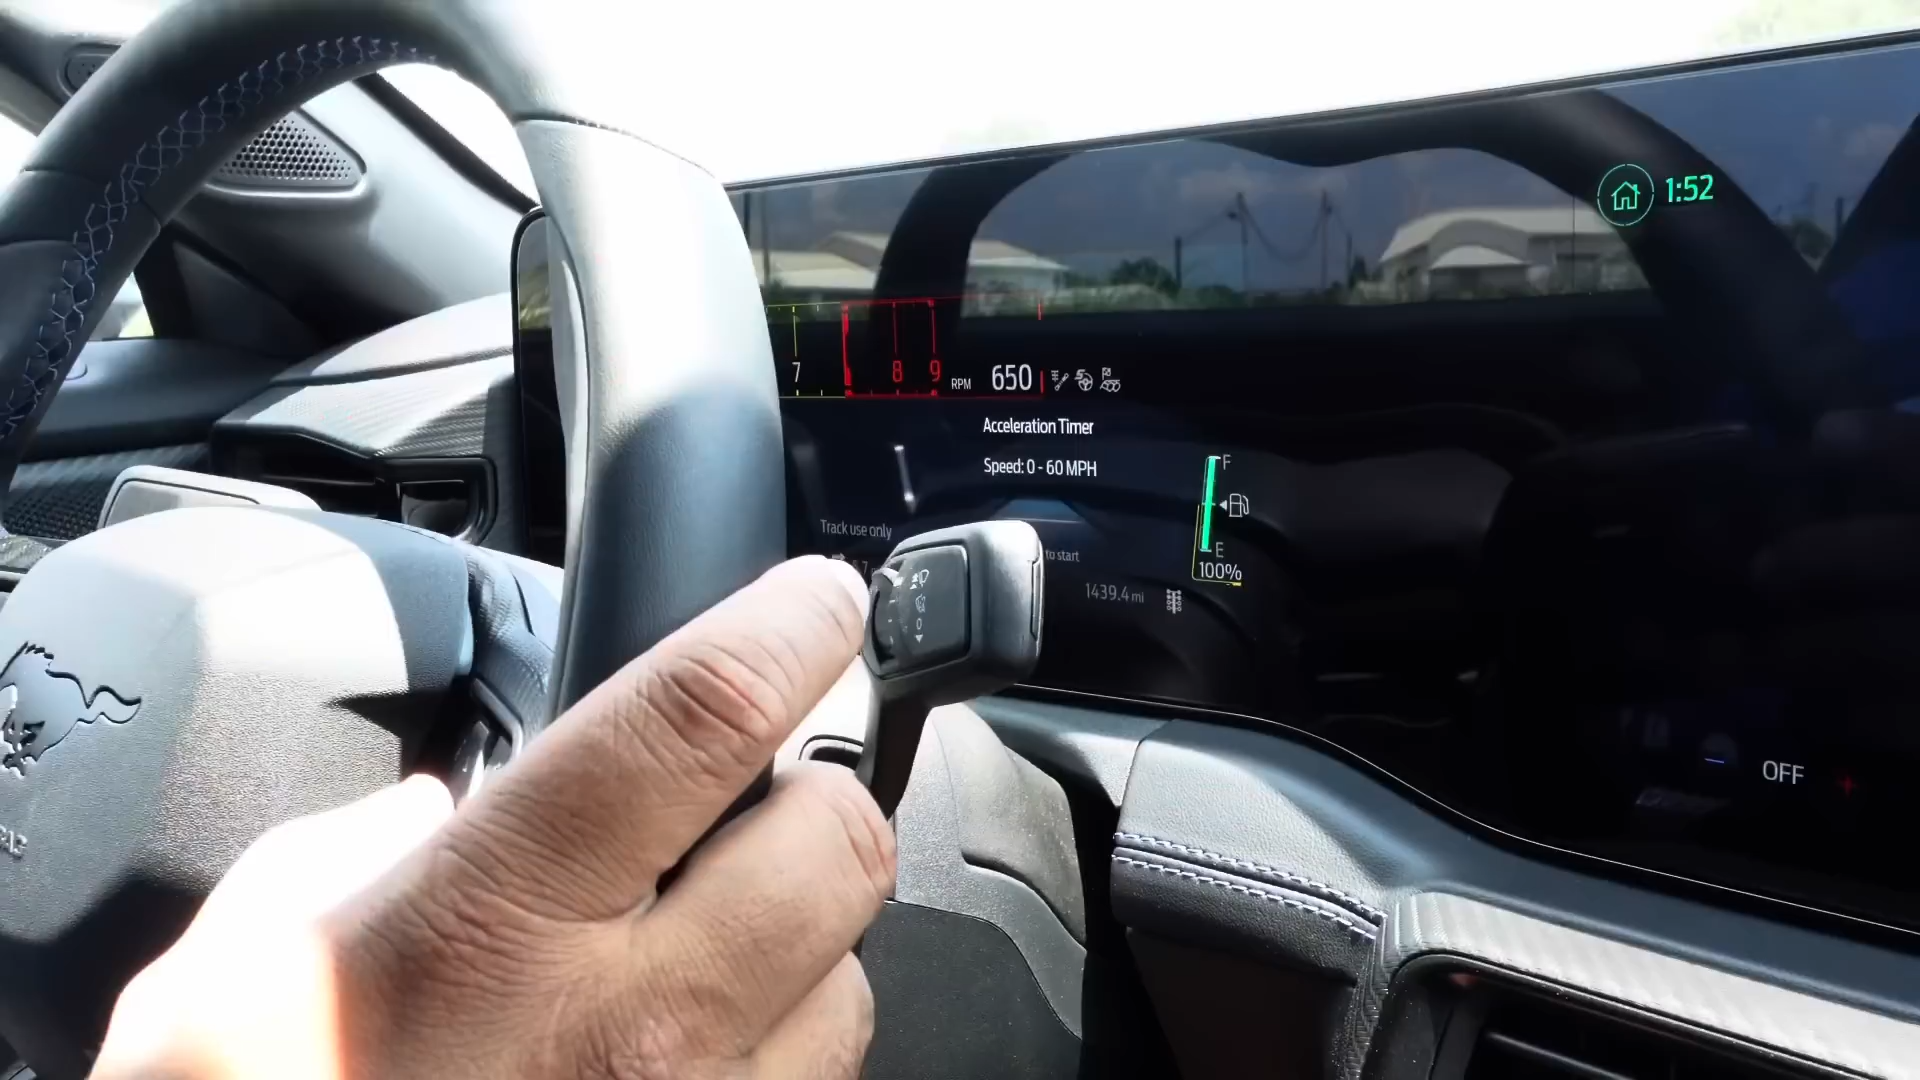 1:52
7 8 9 RPM 650
Acceleration Timer
Speed: 0 - 60 MPH
F
Track use only
to start
E
100%
1439.4 mi
OFF